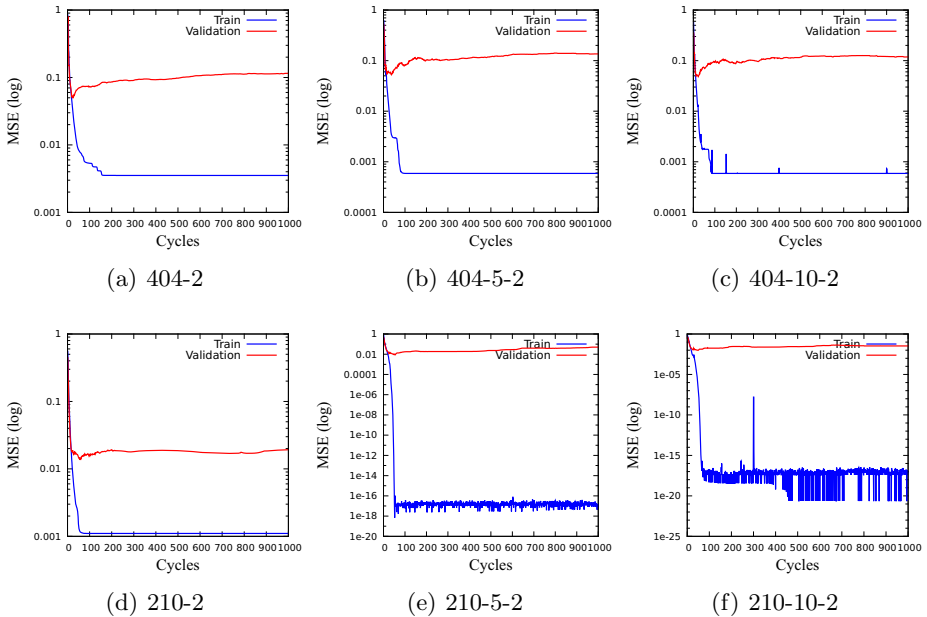 1
0.1
0.01
0.001
MSE (log)
0 100 200 300 400 500 600 700 800 9001000
Cycles
Train
Validation
(a) 404-2
1
0.1
0.01
0.001
0.0001
MSE (log)
0 100 200 300 400 500 600 700 800 9001000
Cycles
Train
Validation
(b) 404-5-2
1
0.1
0.01
0.001
0.0001
MSE (log)
0 100 200 300 400 500 600 700 800 9001000
Cycles
Train
Validation
(c) 404-10-2
1
0.1
0.01
0.001
MSE (log)
0 100 200 300 400 500 600 700 800 9001000
Cycles
Train
Validation
(d) 210-2
1
0.01
0.0001
1e-06
1e-08
1e-10
1e-12
1e-14
1e-16
1e-18
1e-20
MSE (log)
0 100 200 300 400 500 600 700 800 9001000
Cycles
Train
Validation
(e) 210-5-2
1
1e-05
1e-10
1e-15
1e-20
1e-25
MSE (log)
0 100 200 300 400 500 600 700 800 9001000
Cycles
Train
Validation
(f) 210-10-2